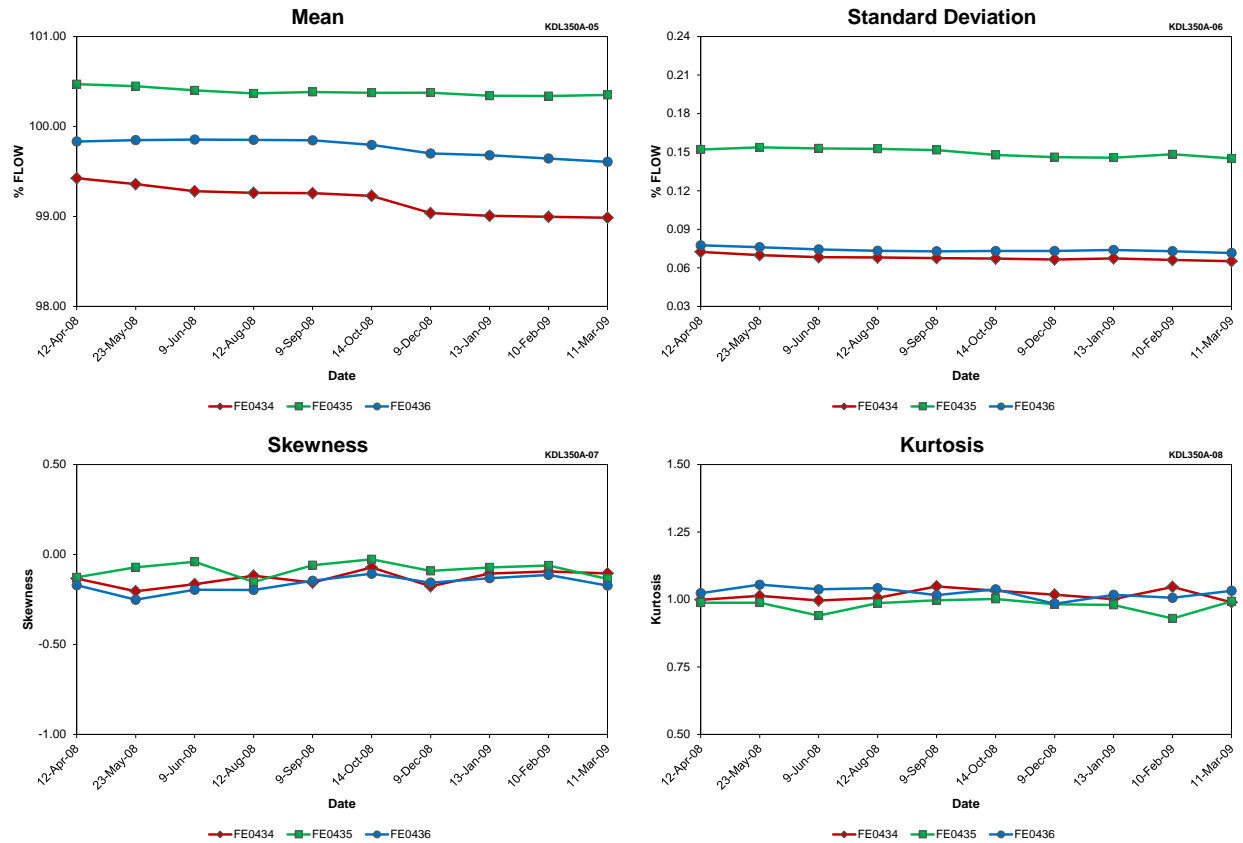 Mean
KDL350A-05
101.00
100.00
99.00
98.00
% FLOW
12-Apr-08 23-May-08 9-Jun-08 12-Aug-08 9-Sep-08 14-Oct-08 9-Dec-08 13-Jan-09 10-Feb-09 11-Mar-09
Date
FE0434 FE0435 FE0436
Standard Deviation
KDL350A-06
0.24
0.21
0.18
0.15
0.12
0.09
0.06
0.03
% FLOW
12-Apr-08 23-May-08 9-Jun-08 12-Aug-08 9-Sep-08 14-Oct-08 9-Dec-08 13-Jan-09 10-Feb-09 11-Mar-09
Date
FE0434 FE0435 FE0436
Skewness
KDL350A-07
0.50
0.00
-0.50
-1.00
Skewness
12-Apr-08 23-May-08 9-Jun-08 12-Aug-08 9-Sep-08 14-Oct-08 9-Dec-08 13-Jan-09 10-Feb-09 11-Mar-09
Date
FE0434 FE0435 FE0436
Kurtosis
KDL350A-08
1.50
1.25
1.00
0.75
0.50
Kurtosis
12-Apr-08 23-May-08 9-Jun-08 12-Aug-08 9-Sep-08 14-Oct-08 9-Dec-08 13-Jan-09 10-Feb-09 11-Mar-09
Date
FE0434 FE0435 FE0436